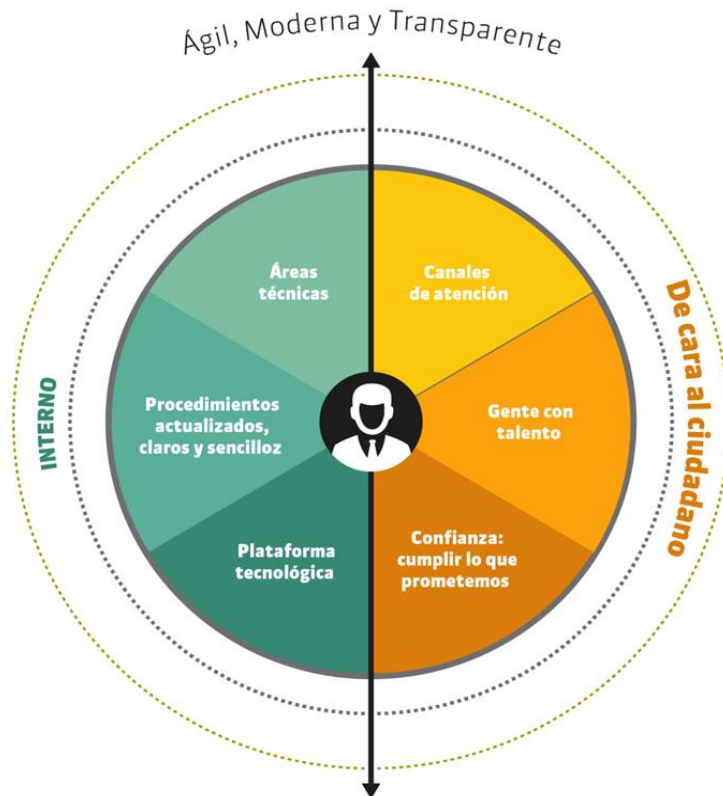 Ágil, Moderna y Transparente
Áreas
técnicas
Canales
de atención
INTERNO
De cara al ciudadano
Procedimientos
actualizados,
claros y sencilloz
Gente con
talento
Plataforma
tecnológica
Confianza:
cumplir lo que
prometemos